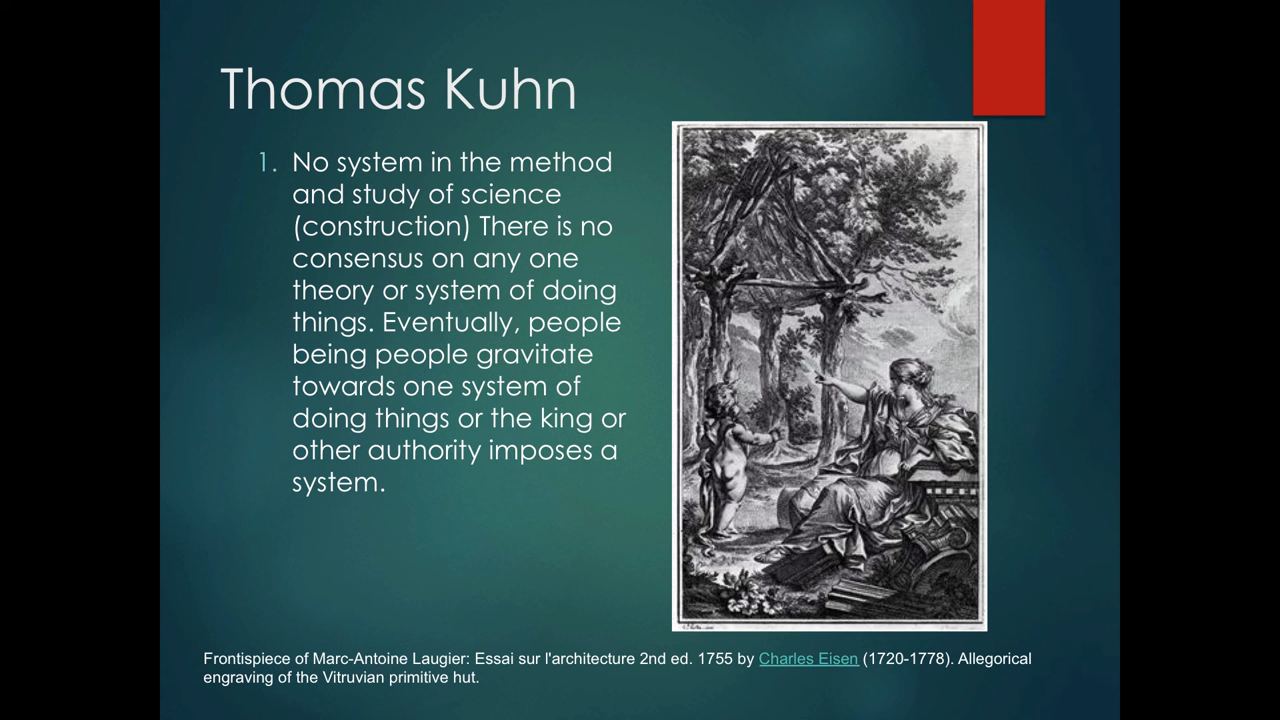 Thomas Kuhn
1. No system in the method
and study of science
(construction) There is no
consensus on any one
theory or system of doing
things. Eventually, people
being people gravitate
towards one system of
doing things or the king or
other authority imposes a
system.
Frontispiece of Marc-Antoine Laugier: Essai sur l'architecture 2nd ed. 1755 by Charles Eisen (1720-1778). Allegorical
engraving of the Vitruvian primitive hut.